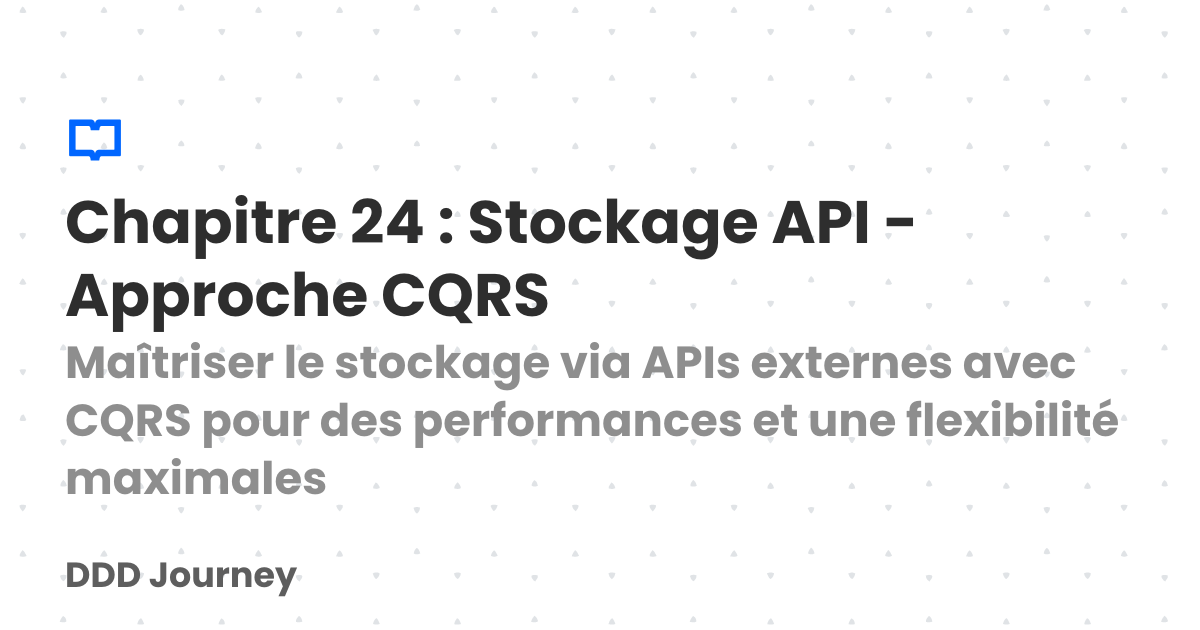 Chapitre 24 : Stockage API -
Approche CQRS
Maîtriser le stockage via APIs externes avec
CQRS pour des performances et une flexibilité
maximales
DDD Journey